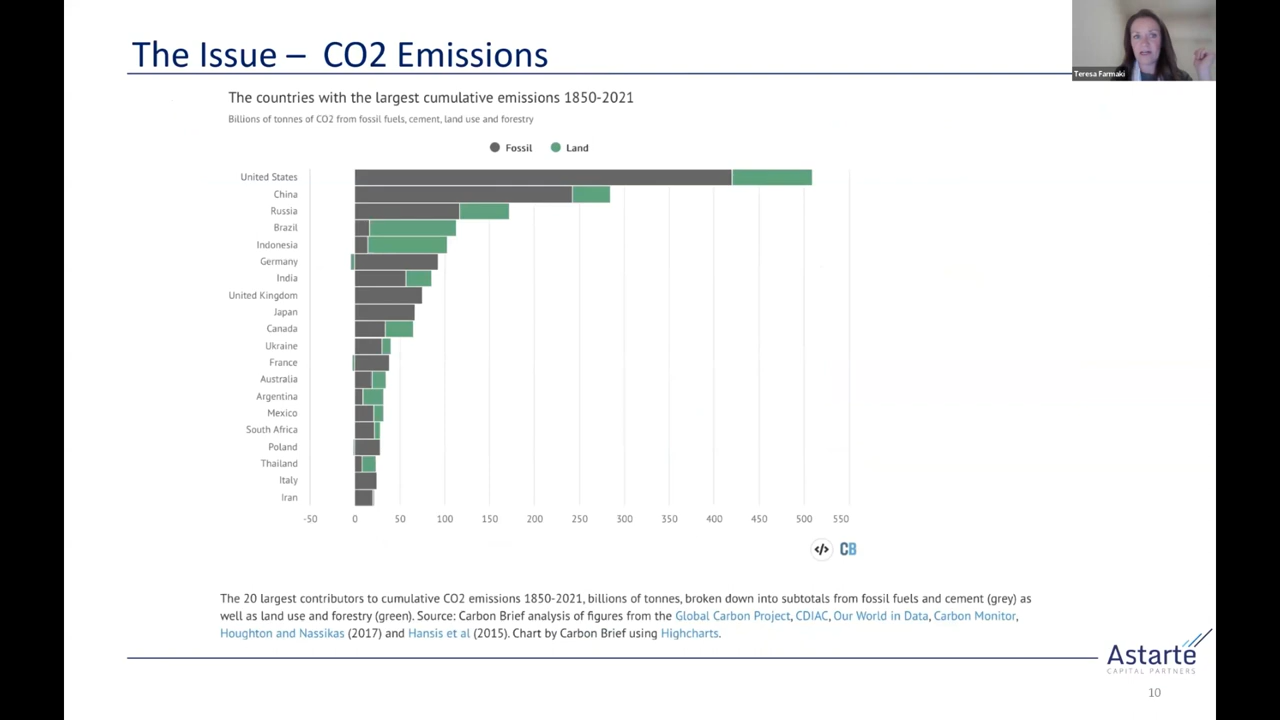 The Issue – CO2 Emissions
Teresa Farmaki
The countries with the largest cumulative emissions 1850-2021
Billions of tonnes of CO2 from fossil fuels, cement, land use and forestry
Fossil Land
United States
China
Russia
Brazil
Indonesia
Germany
India
United Kingdom
Japan
Canada
Ukraine
France
Australia
Argentina
Mexico
South Africa
Poland
Thailand
Italy
Iran
-50 0 50 100 150 200 250 300 350 400 450 500 550
</> CB
The 20 largest contributors to cumulative CO2 emissions 1850-2021, billions of tonnes, broken down into subtotals from fossil fuels and cement (grey) as
well as land use and forestry (green). Source: Carbon Brief analysis of figures from the Global Carbon Project, CDIAC, Our World in Data, Carbon Monitor,
Houghton and Nassikas (2017) and Hansis et al (2015). Chart by Carbon Brief using Highcharts.
Astarte
CAPITAL PARTNERS
10